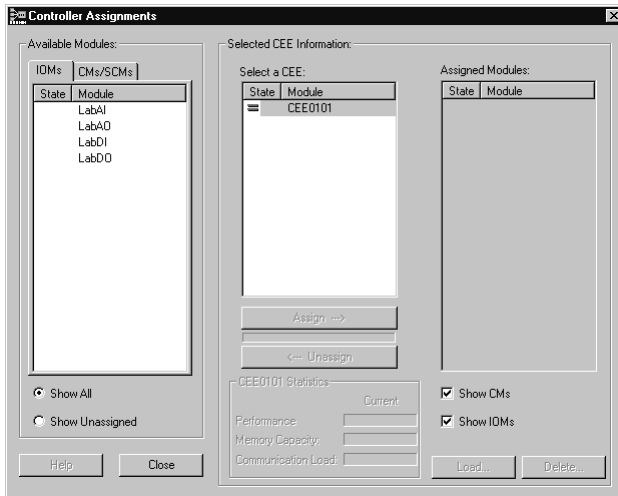 Controller Assignments
Available Modules:
IOMs CMs/SCMs
State Module
LabAI
LabAO
LabDI
LabDO
Show All
Show Unassigned
Help Close
Selected CEE Information:
Select a CEE:
State Module
CEE0101
Assign --->
<--- Unassign
CEE0101 Statistics
Current
Performance:
Memory Capacity:
Communication Load:
Assigned Modules:
State Module
Show CMs
Show IOMs
Load... Delete...